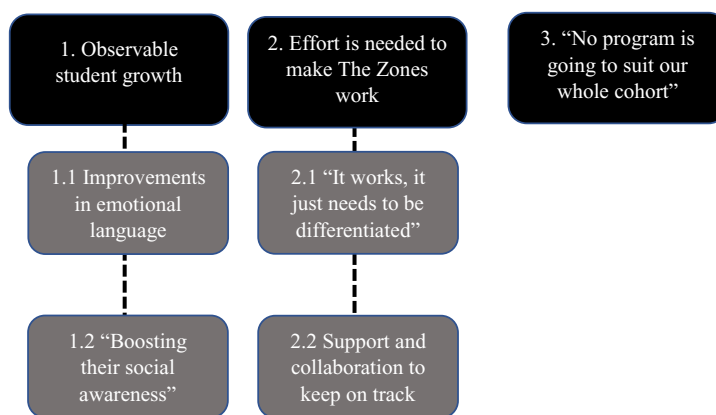 1. Observable
student growth
2. Effort is needed to
make The Zones
work
3. “No program is
going to suit our
whole cohort”
1.1 Improvements
in emotional
language
2.1 “It works, it
just needs to be
differentiated”
1.2 “Boosting
their social
awareness”
2.2 Support and
collaboration to
keep on track